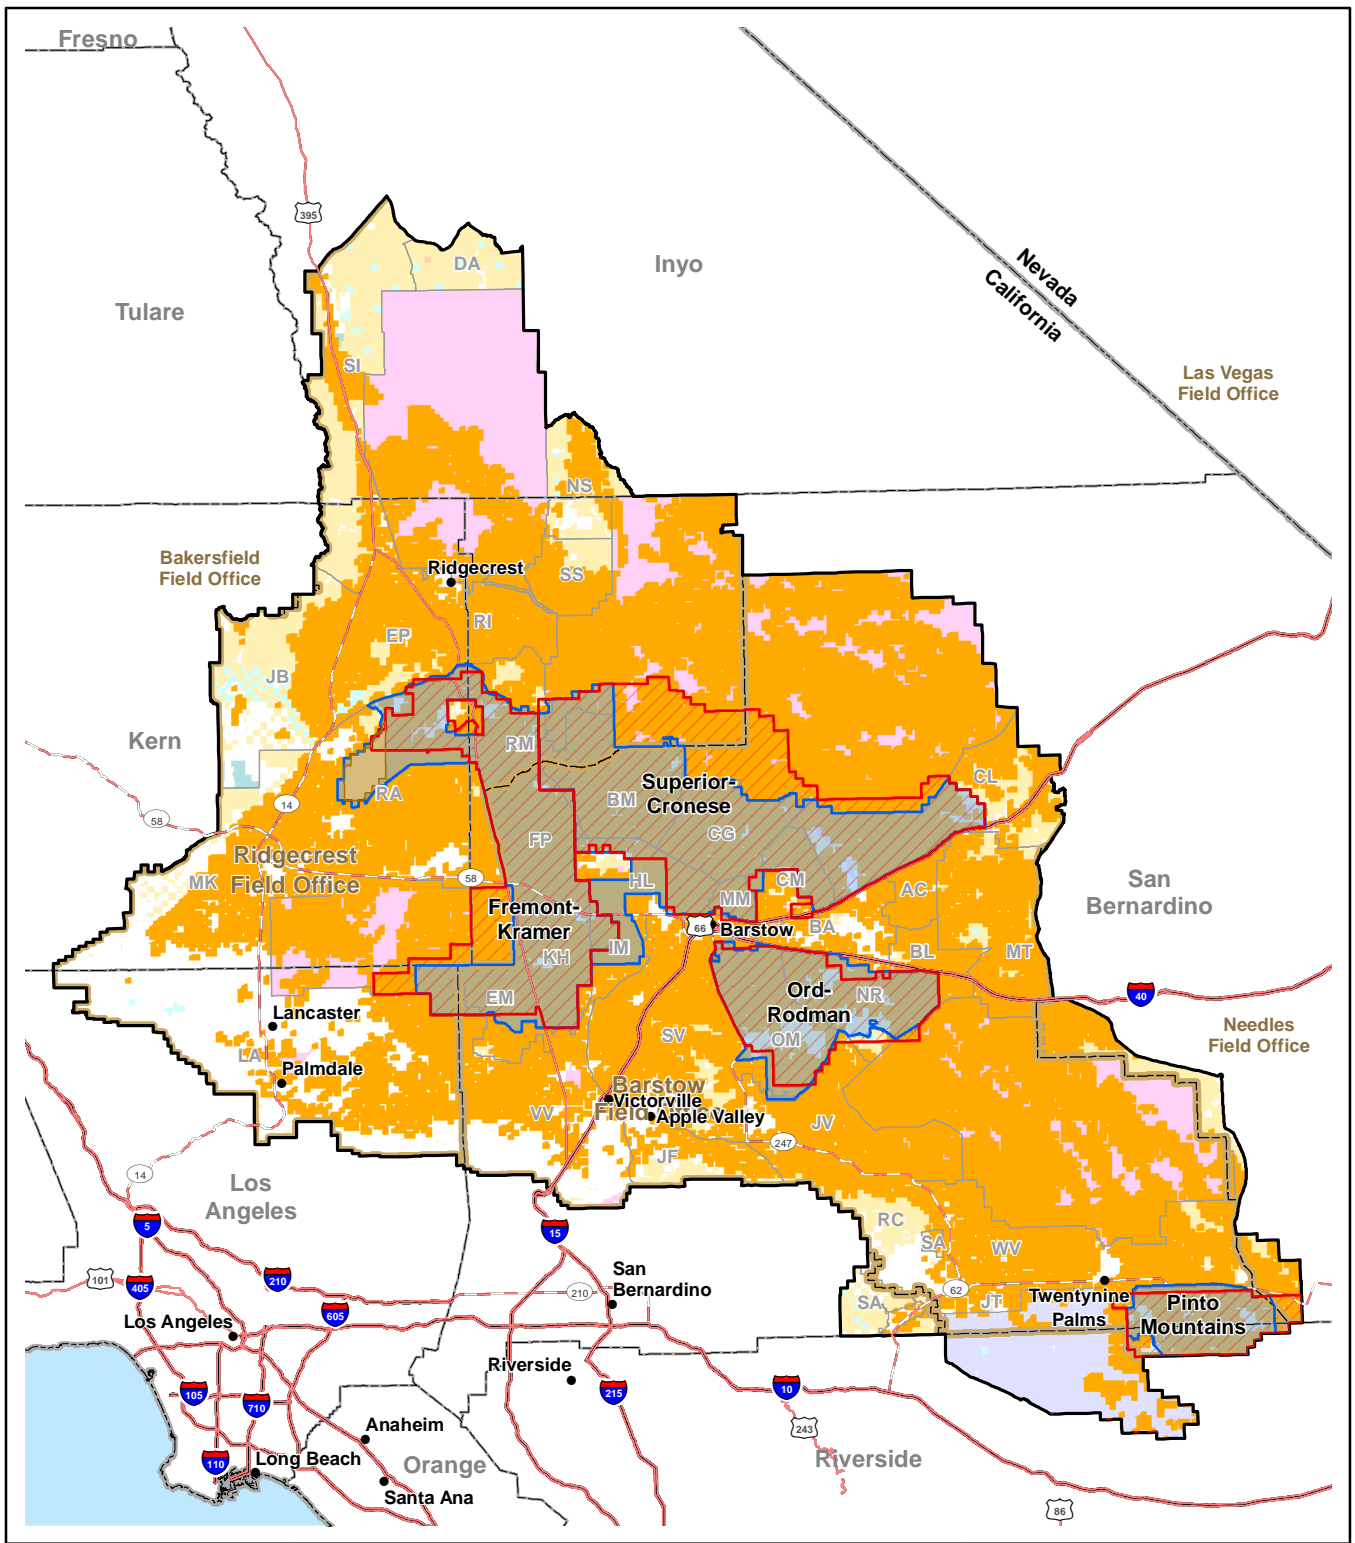 Fresno
395
DA
Inyo
Nevada
California
Tulare
SI
Las Vegas
Field Office
NS
Bakersfield
Field Office
Ridgecrest
SS
RI
EP
JB
Kern
RM
Superior-
Cronese
CL
RA
BM
14
58
CG
FP
Ridgecrest
Field Office
58
MK
HL
CM
AC
San
Bernardino
MM
Fremont-
Kramer
66
Barstow
BA
IM
BL
MT
KH
EM
Ord-
Rodman
NR
40
Lancaster
OM
SV
Needles
Field Office
LA
Palmdale
Barstow
Field Office
Victorville
Apple Valley
VV
JV
247
JF
14
Los
Angeles
RC
5
15
SA
WV
San
Bernardino
101
405
210
210
62
Twentynine
Palms
JT
SA
605
Pinto
Mountains
Los Angeles
Riverside
105
710
215
10
243
Anaheim
Riverside
110
Long Beach
Orange
Santa Ana
86